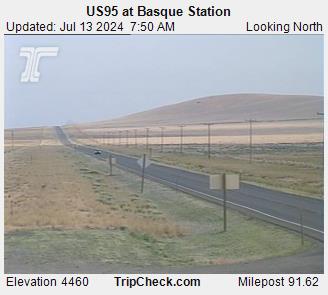 US95 at Basque Station
Updated: Jul 13 2024 7:50 AM Looking North
Elevation 4460 TripCheck.com Milepost 91.62